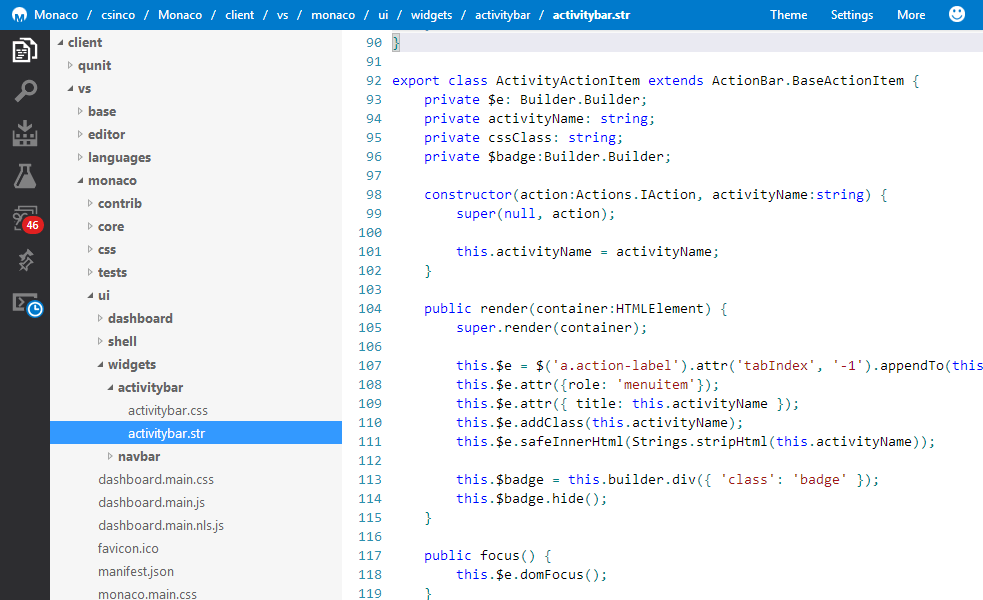 Monaco / csinco / Monaco / client / vs / monaco / ui / widgets / activitybar / activitybar.str Theme Settings More
client
qunit
vs
base
editor
languages
monaco
contrib
core
css
tests
ui
dashboard
shell
widgets
activitybar
activitybar.css
activitybar.str
navbar
dashboard.main.css
dashboard.main.js
dashboard.main.nls.js
favicon.ico
manifest.json
monaco.main.css
46
90 }
91
92 export class ActivityActionItem extends ActionBar.BaseActionItem {
93 private $e: Builder.Builder;
94 private activityName: string;
95 private cssClass: string;
96 private $badge:Builder.Builder;
97
98 constructor(action:Actions.IAction, activityName:string) {
99 super(null, action);
100
101 this.activityName = activityName;
102 }
103
104 public render(container:HTMLElement) {
105 super.render(container);
106
107 this.$e = $('a.action-label').attr('tabIndex', '-1').appendTo(this
108 this.$e.attr({role: 'menuitem'});
109 this.$e.attr({ title: this.activityName });
110 this.$e.addClass(this.activityName);
111 this.$e.safeInnerHtml(Strings.stripHtml(this.activityName));
112
113 this.$badge = this.builder.div({ 'class': 'badge' });
114 this.$badge.hide();
115 }
116
117 public focus() {
118 this.$e.domFocus();
119 }